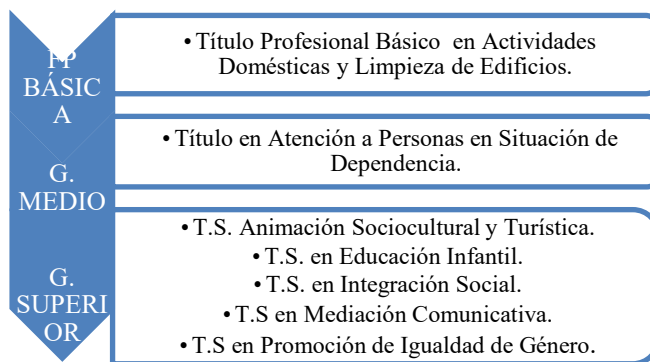 FP
BÁSIC
A
• Título Profesional Básico en Actividades
Domésticas y Limpieza de Edificios.
G.
MEDIO
• Título en Atención a Personas en Situación de
Dependencia.
G.
SUPERI
OR
• T.S. Animación Sociocultural y Turística.
• T.S. en Educación Infantil.
• T.S. en Integración Social.
• T.S en Mediación Comunicativa.
• T.S en Promoción de Igualdad de Género.